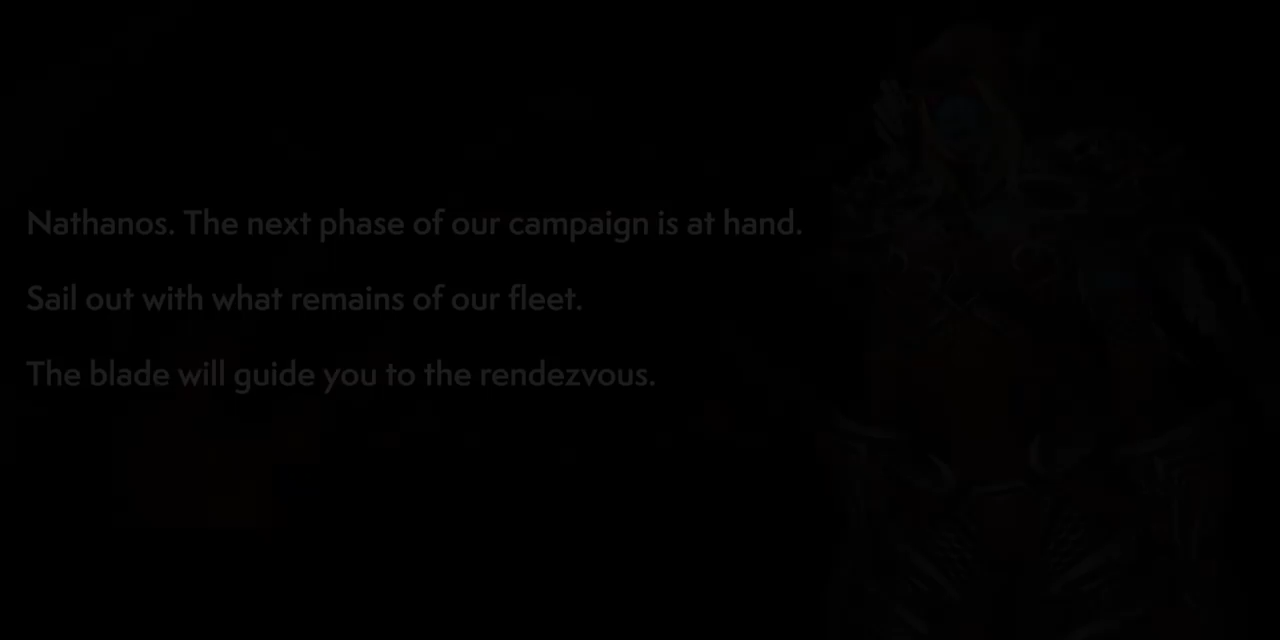 Nathanos. The next phase of our campaign is at hand.
Sail out with what remains of our fleet.
The blade will guide you to the rendezvous.